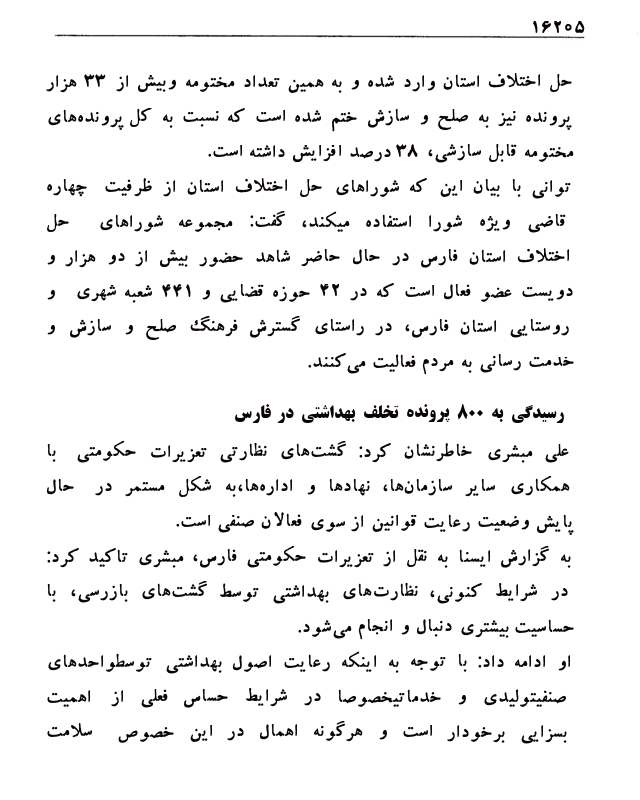 ۱۶۲۰۵
حل اختلاف استان وارد شده و به همین تعداد مختومه وبیش از ۳۳ هزار
پرونده نیز به صلح و سازش ختم شده است که نسبت به کل پرونده‌های
مختومه قابل سازشی، ۳۸ درصد افزایش داشته است.
توانی با بیان این که شوراهای حل اختلاف استان از ظرفیت چهاره
قاضی ویژه شورا استفاده میکند، گفت: مجموعه شوراهای حل
اختلاف استان فارس در حال حاضر شاهد حضور بیش از دو هزار و
دویست عضو فعال است که در ۴۲ حوزه قضایی و ۴۴۱ شعبه شهری و
روستایی استان فارس، در راستای گسترش فرهنگ صلح و سازش و
خدمت رسانی به مردم فعالیت می‌کنند.
رسیدگی به ۸۰۰ پرونده تخلف بهداشتی در فارس
علی مبشری خاطرنشان کرد: گشت‌های نظارتی تعزیرات حکومتی با
همکاری سایر سازمان‌ها، نهادها و اداره‌ها،به شکل مستمر در حال
پایش وضعیت رعایت قوانین از سوی فعالان صنفی است.
به گزارش ایسنا به نقل از تعزیرات حکومتی فارس، مبشری تاکید کرد:
در شرایط کنونی، نظارت‌های بهداشتی توسط گشت‌های بازرسی، با
حساسیت بیشتری دنبال و انجام می‌شود.
او ادامه داد: با توجه به اینکه رعایت اصول بهداشتی توسطواحدهای
صنفیتولیدی و خدماتیخصوصا در شرایط حساس فعلی از اهمیت
بسزایی برخودار است و هرگونه اهمال در این خصوص سلامت